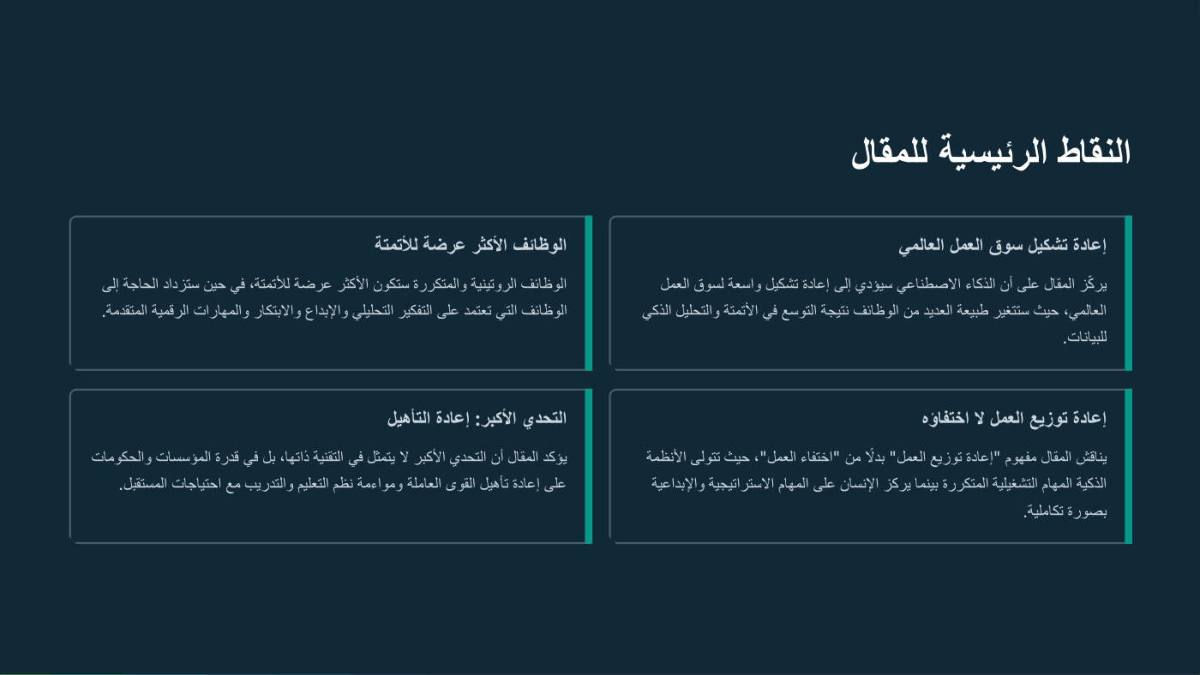 النقاط الرئيسية للمقال
إعادة تشكيل سوق العمل العالمي
يركّز المقال على أن الذكاء الاصطناعي سيؤدي إلى إعادة تشكيل واسعة لسوق العمل
العالمي، حيث ستتغير طبيعة العديد من الوظائف نتيجة التوسع في الأتمتة والتحليل الذكي
للبيانات.
الوظائف الأكثر عرضة للأتمتة
الوظائف الروتينية والمتكررة ستكون الأكثر عرضة للأتمتة، في حين ستزداد الحاجة إلى
الوظائف التي تعتمد على التفكير التحليلي والإبداع والابتكار والمهارات الرقمية المتقدمة.
إعادة توزيع العمل لا اختفاؤه
يناقش المقال مفهوم "إعادة توزيع العمل" بدلًا من "اختفاء العمل"، حيث تتولى الأنظمة
الذكية المهام التشغيلية المتكررة بينما يركز الإنسان على المهام الاستراتيجية والإبداعية
بصورة تكاملية.
التحدي الأكبر: إعادة التأهيل
يؤكد المقال أن التحدي الأكبر لا يتمثل في التقنية ذاتها، بل في قدرة المؤسسات والحكومات
على إعادة تأهيل القوى العاملة ومواءمة نظم التعليم والتدريب مع احتياجات المستقبل.